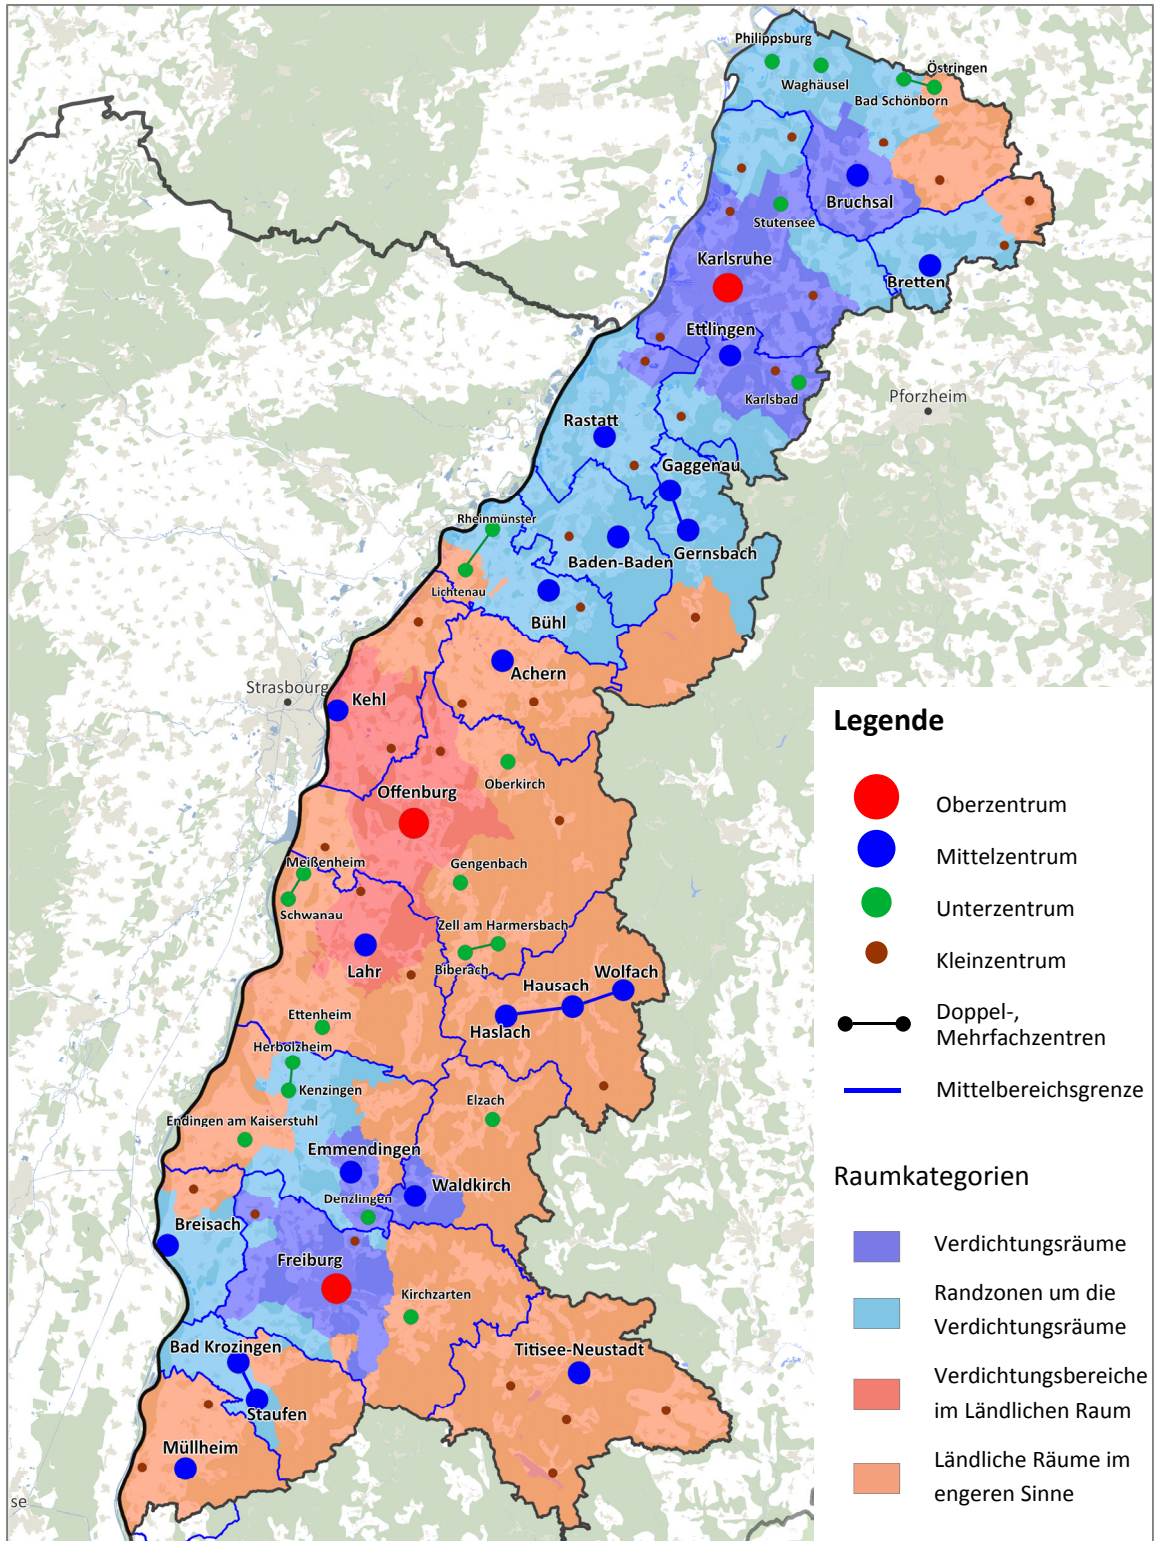 Philippsburg
Waghäusel
Östringen
Bad Schönborn
Bruchsal
Stutensee
Karlsruhe
Bretten
Ettlingen
Karlsbad
Pforzheim
Rastatt
Gaggenau
Rheinmünster
Baden-Baden
Gernsbach
Lichtenau
Bühl
Achern
Strasbourg
Kehl
Oberkirch
Offenburg
Meißenheim
Gengenbach
Schwanau
Zell am Harmersbach
Lahr
Biberach
Wolfach
Hausach
Haslach
Ettenheim
Herbolzheim
Kenzingen
Elzach
Endingen am Kaiserstuhl
Emmendingen
Waldkirch
Denzlingen
Breisach
Freiburg
Kirchzarten
Bad Krozingen
Titisee-Neustadt
Staufen
Müllheim
se
Legende
Oberzentrum
Mittelzentrum
Unterzentrum
Kleinzentrum
Doppel-,
Mehrfachzentren
Mittelbereichsgrenze
Raumkategorien
Verdichtungsräume
Randzonen um die
Verdichtungsräume
Verdichtungsbereiche
im Ländlichen Raum
Ländliche Räume im
engeren Sinne